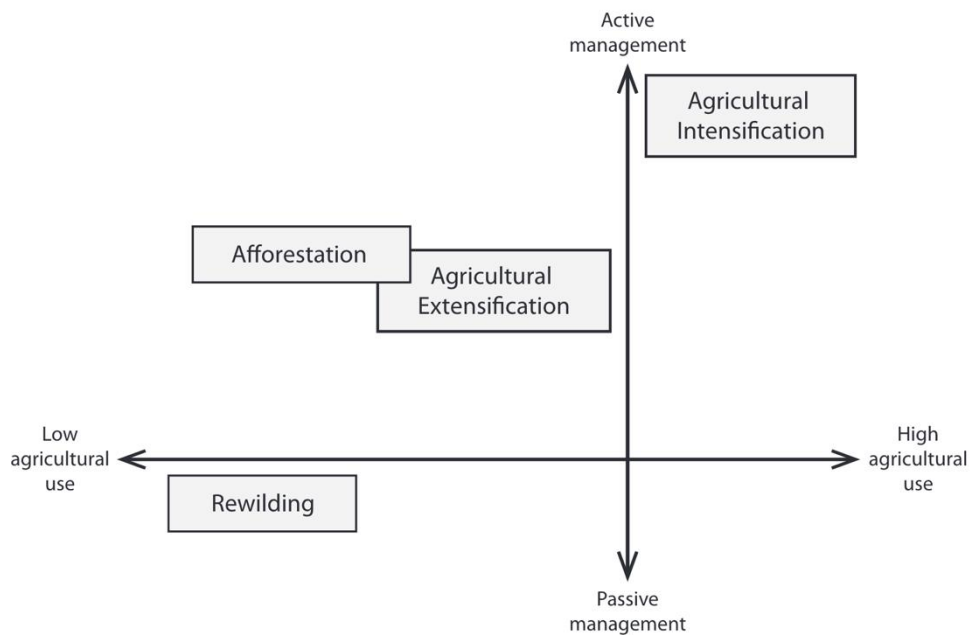 Active
management
Agricultural
Intensification
Afforestation
Agricultural
Extensification
Low
agricultural
use
High
agricultural
use
Rewilding
Passive
management